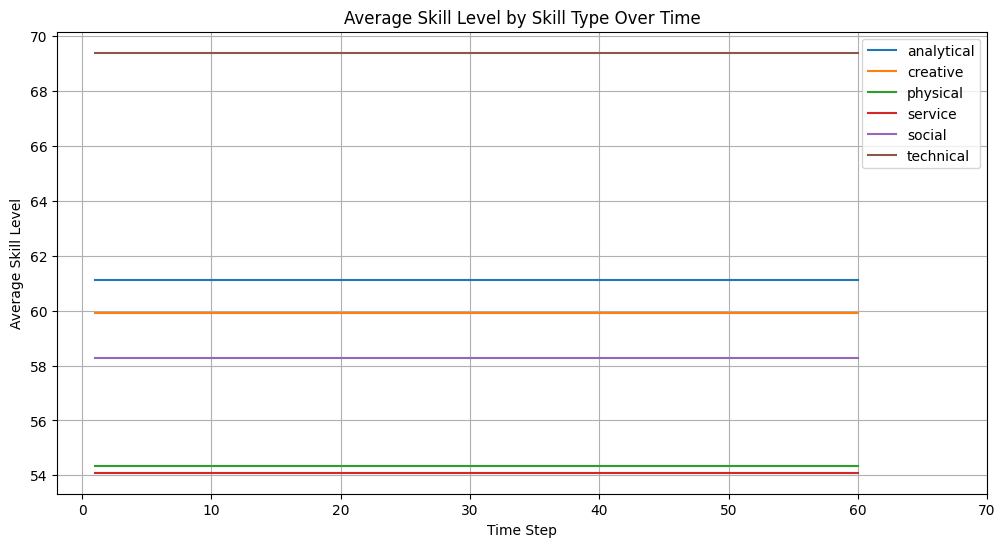 Average Skill Level by Skill Type Over Time
Average Skill Level
70
68
66
64
62
60
58
56
54
analytical
creative
physical
service
social
technical
0 10 20 30 40 50 60 70
Time Step